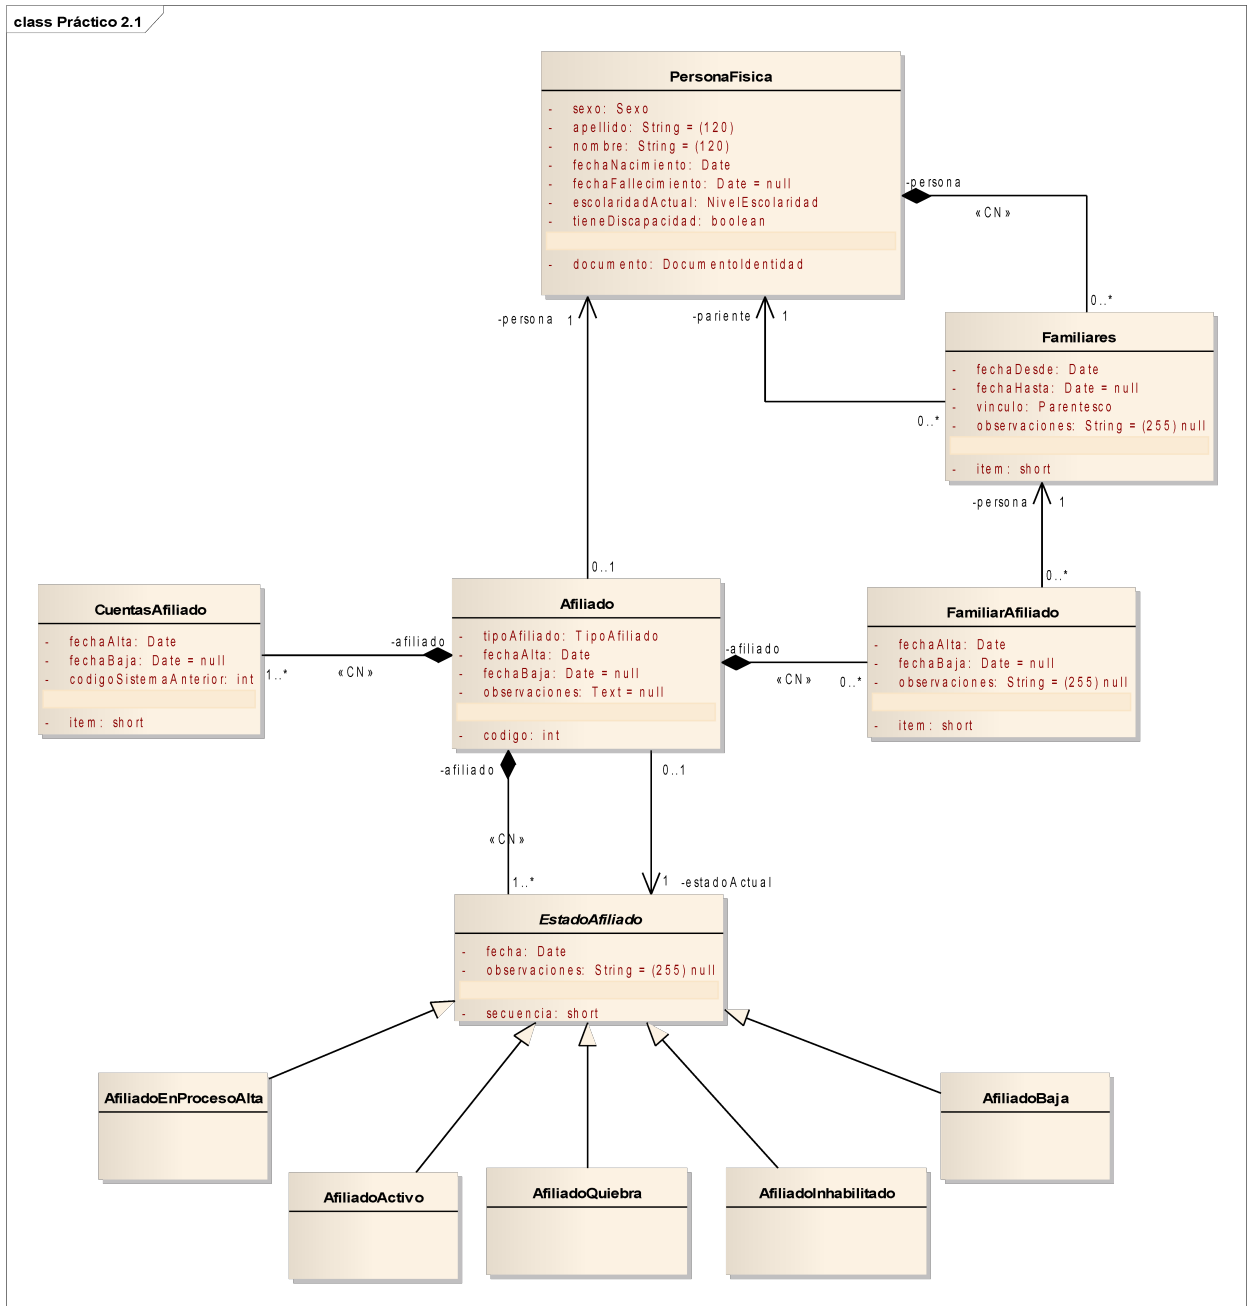 class Práctico 2.1
PersonaFisica
- sexo: Sexo
- apellido: String = (120)
- nombre: String = (120)
- fechaNacimiento: Date
- fechaFallecimiento: Date = null
- escolaridadActual: NivelEscolaridad
- tieneDiscapacidad: boolean
- documento: DocumentoIdentidad
-persona
«CN»
0..*
-persona 1
-pariente 1
Familiares
- fechaDesde: Date
- fechaHasta: Date = null
- vinculo: Parentesco
- observaciones: String = (255) null
- item: short
0..*
-persona 1
0..1
0..*
CuentasAfiliado
- fechaAlta: Date
- fechaBaja: Date = null
- codigoSistemaAnterior: int
- item: short
1..*
«CN»
-afiliado
Afiliado
- tipoAfiliado: TipoAfiliado
- fechaAlta: Date
- fechaBaja: Date = null
- observaciones: Text = null
- codigo: int
-afiliado
«CN»
0..*
FamiliarAfiliado
- fechaAlta: Date
- fechaBaja: Date = null
- observaciones: String = (255) null
- item: short
-afiliado
0..1
«CN»
1..*
1 -estadoActual
EstadoAfiliado
- fecha: Date
- observaciones: String = (255) null
- secuencia: short
AfiliadoEnProcesoAlta
AfiliadoActivo
AfiliadoQuiebra
AfiliadoInhabilitado
AfiliadoBaja